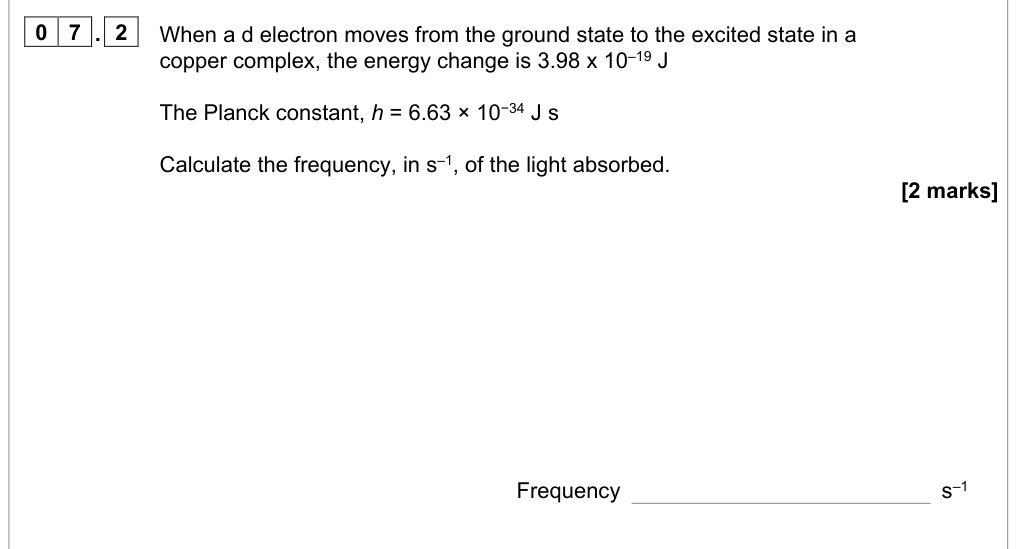 0 7 . 2 When a d electron moves from the ground state to the excited state in a
copper complex, the energy change is 3.98 x 10⁻¹⁹ J
The Planck constant, h = 6.63 × 10⁻³⁴ J s
Calculate the frequency, in s⁻¹, of the light absorbed.
[2 marks]
Frequency ____________________ s⁻¹